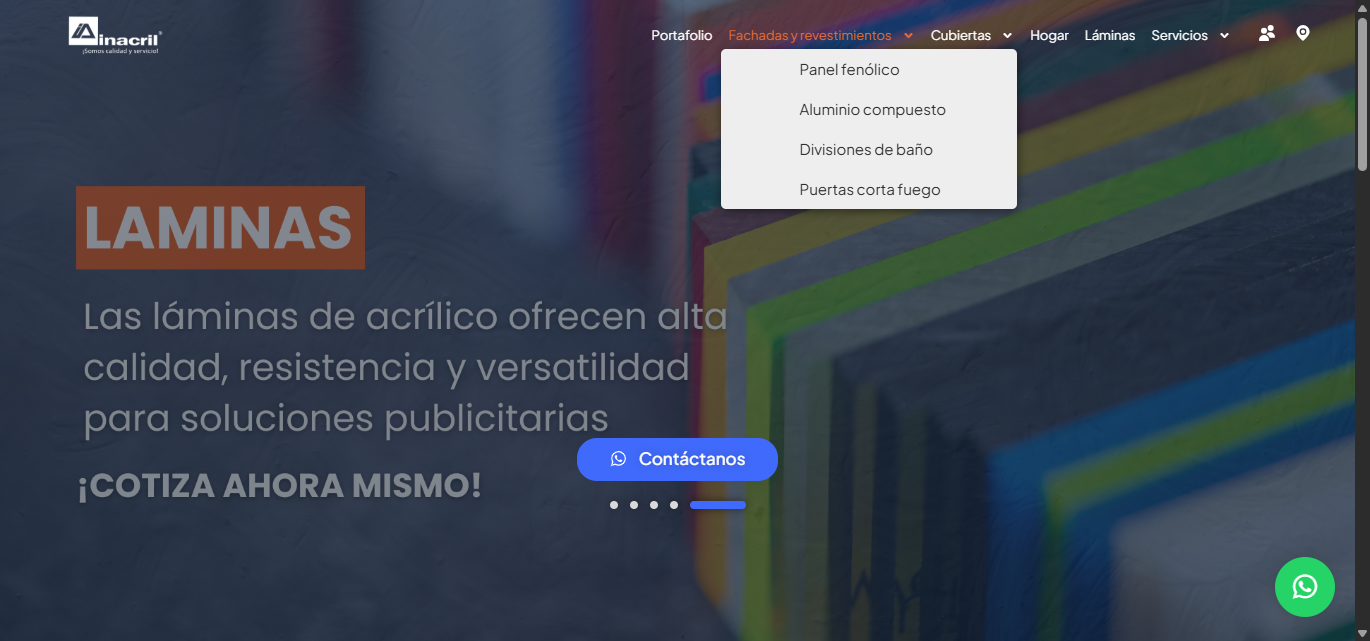 inacril®
¡Somos calidad y servicio!
Portafolio
Fachadas y revestimientos
Cubiertas
Hogar
Láminas
Servicios
Panel fenólico
Aluminio compuesto
Divisiones de baño
Puertas corta fuego
LAMINAS
Las láminas de acrílico ofrecen alta
calidad, resistencia y versatilidad
para soluciones publicitarias
¡COTIZA AHORA MISMO!
Contáctanos